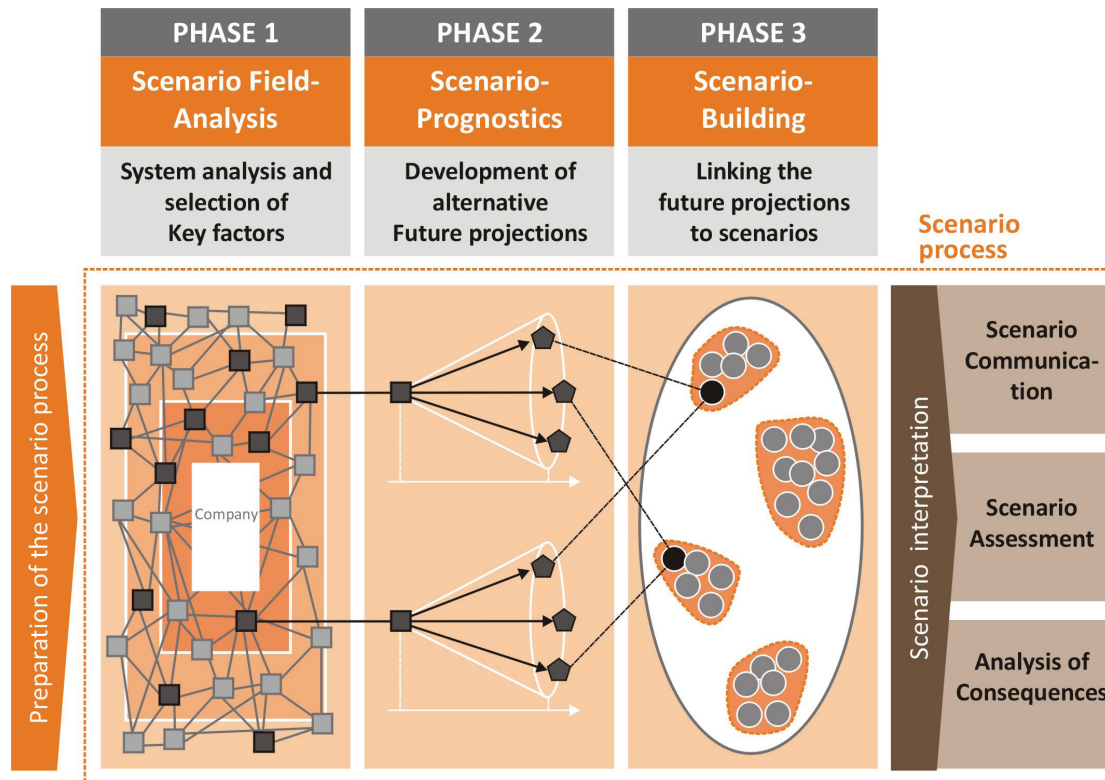 PHASE 1
Scenario Field-
Analysis
System analysis and
selection of
Key factors
PHASE 2
Scenario-
Prognostics
Development of
alternative
Future projections
PHASE 3
Scenario-
Building
Linking the
future projections
to scenarios
Scenario
process
Preparation of the scenario process
Company
Scenario interpretation
Scenario
Communica-
tion
Scenario
Assessment
Analysis of
Consequences